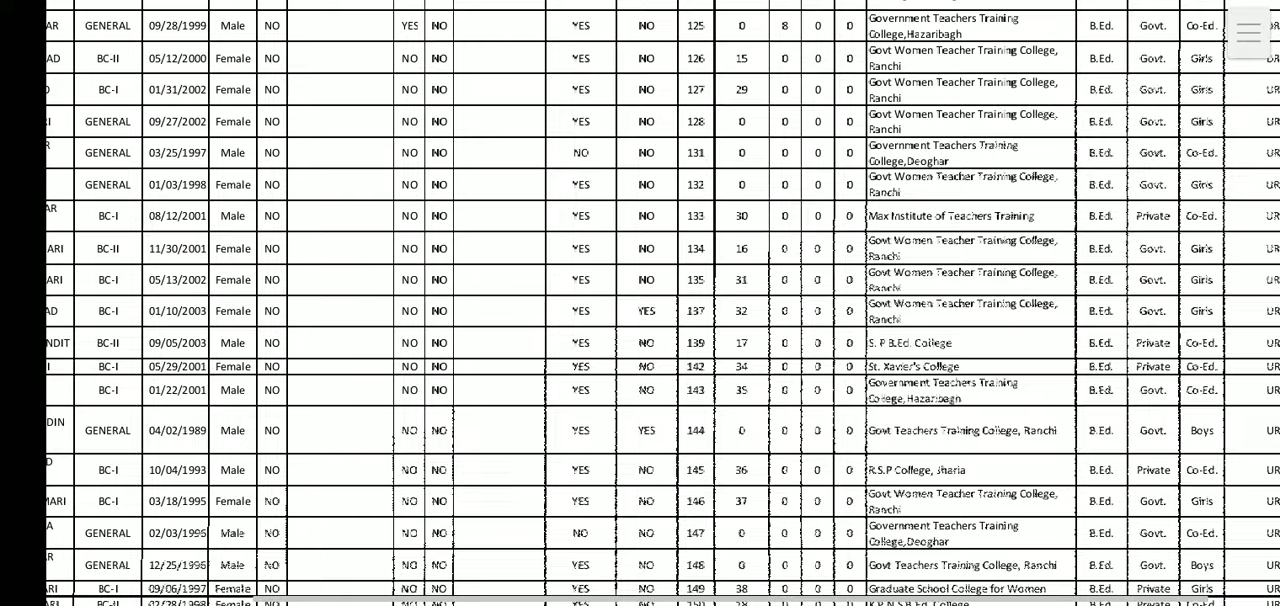 AR GENERAL 09/28/1999 Male NO YES NO YES NO 125 0 8 0 0 Government Teachers Training College,Hazaribagh B.Ed. Govt. Co-Ed.
AD BC-II 05/12/2000 Female NO NO NO YES NO 126 15 0 0 0 Govt Women Teacher Training College, Ranchi B.Ed. Govt. Girls UR
BC-I 01/31/2002 Female NO NO NO YES NO 127 29 0 0 0 Govt Women Teacher Training College, Ranchi B.Ed. Govt. Girls UR
RI GENERAL 09/27/2002 Female NO NO NO YES NO 128 0 0 0 0 Govt Women Teacher Training College, Ranchi B.Ed. Govt. Girls UR
R GENERAL 03/25/1997 Male NO NO NO NO NO 131 0 0 0 0 Government Teachers Training College,Deoghar B.Ed. Govt. Co-Ed. UR
GENERAL 01/03/1998 Female NO NO NO YES NO 132 0 0 0 0 Govt Women Teacher Training College, Ranchi B.Ed. Govt. Girls UR
AR BC-I 08/12/2001 Male NO NO NO YES NO 133 30 0 0 0 Max Institute of Teachers Training B.Ed. Private Co-Ed. UR
ARI BC-II 11/30/2001 Female NO NO NO YES NO 134 16 0 0 0 Govt Women Teacher Training College, Ranchi B.Ed. Govt. Girls UR
ARI BC-I 05/13/2002 Female NO NO NO YES NO 135 31 0 0 0 Govt Women Teacher Training College, Ranchi B.Ed. Govt. Girls UR
AD BC-I 01/10/2003 Female NO NO NO YES YES 137 32 0 0 0 Govt Women Teacher Training College, Ranchi B.Ed. Govt. Girls UR
NDIT BC-II 09/05/2003 Male NO NO NO YES NO 139 17 0 0 0 S. P B.Ed. College B.Ed. Private Co-Ed. UR
I BC-I 05/29/2001 Female NO NO NO YES NO 142 34 0 0 0 St. Xavier's College B.Ed. Private Co-Ed. UR
BC-I 01/22/2001 Male NO NO NO YES NO 143 35 0 0 0 Government Teachers Training College,Hazaribagh B.Ed. Govt. Co-Ed. UR
DIN GENERAL 04/02/1989 Male NO NO NO YES YES 144 0 0 0 0 Govt Teachers Training College, Ranchi B.Ed. Govt. Boys UR
D BC-I 10/04/1993 Male NO NO NO YES NO 145 36 0 0 0 R.S.P College, Jharia B.Ed. Private Co-Ed. UR
MARI BC-I 03/18/1995 Female NO NO NO YES NO 146 37 0 0 0 Govt Women Teacher Training College, Ranchi B.Ed. Govt. Girls UR
A GENERAL 02/03/1996 Male NO NO NO NO NO 147 0 0 0 0 Government Teachers Training College,Deoghar B.Ed. Govt. Co-Ed. UR
AR GENERAL 12/25/1996 Male NO NO NO YES NO 148 0 0 0 0 Govt Teachers Training College, Ranchi B.Ed. Govt. Boys UR
ARI BC-I 09/06/1997 Female NO NO NO YES NO 149 38 0 0 0 Graduate School College for Women B.Ed. Private Girls UR